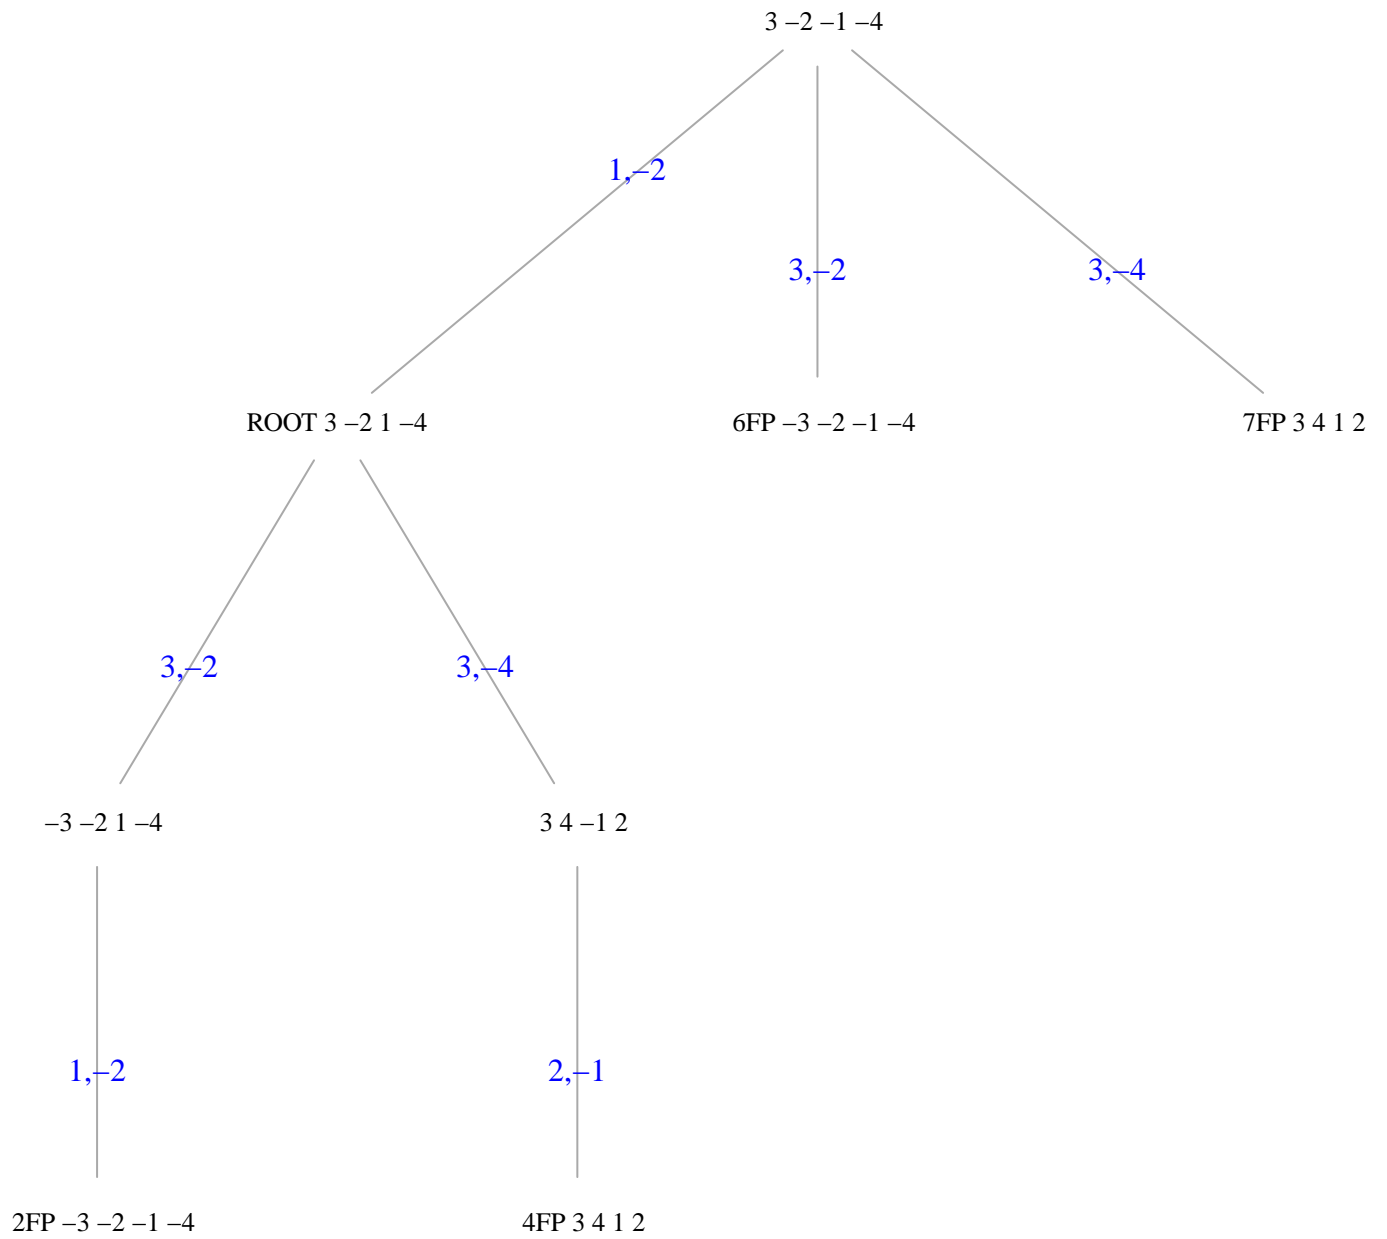 3 –2 –1 –4
1,–2
3,–2
3,–4
ROOT 3 –2 1 –4
6FP –3 –2 –1 –4
7FP 3 4 1 2
3,–2
3,–4
–3 –2 1 –4
3 4 –1 2
1,–2
2,–1
2FP –3 –2 –1 –4
4FP 3 4 1 2